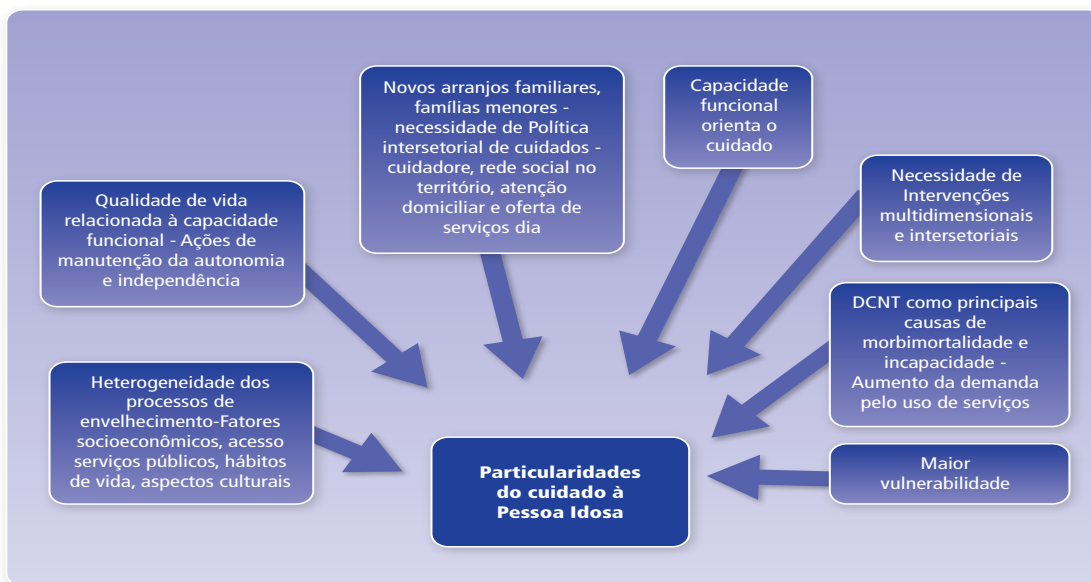 Novos arranjos familiares,
famílias menores -
necessidade de Política
intersetorial de cuidados -
cuidadore, rede social no
território, atenção
domiciliar e oferta de
serviços dia
Capacidade
funcional
orienta o
cuidado
Necessidade de
Intervenções
multidimensionais
e intersetoriais
Qualidade de vida
relacionada à capacidade
funcional - Ações de
manutenção da autonomia
e independência
DCNT como principais
causas de
morbimortalidade e
incapacidade -
Aumento da demanda
pelo uso de serviços
Heterogeneidade dos
processos de
envelhecimento-Fatores
socioeconômicos, acesso
serviços públicos, hábitos
de vida, aspectos culturais
Particularidades
do cuidado à
Pessoa Idosa
Maior
vulnerabilidade